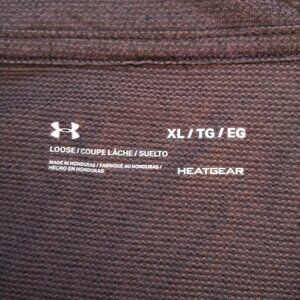 XL / TG / EG
LOOSE / COUPE LÂCHE / SUELTO
MADE IN HONDURAS / FABRIQUÉ AU HONDURAS /
HECHO EN HONDURAS
HEATGEAR